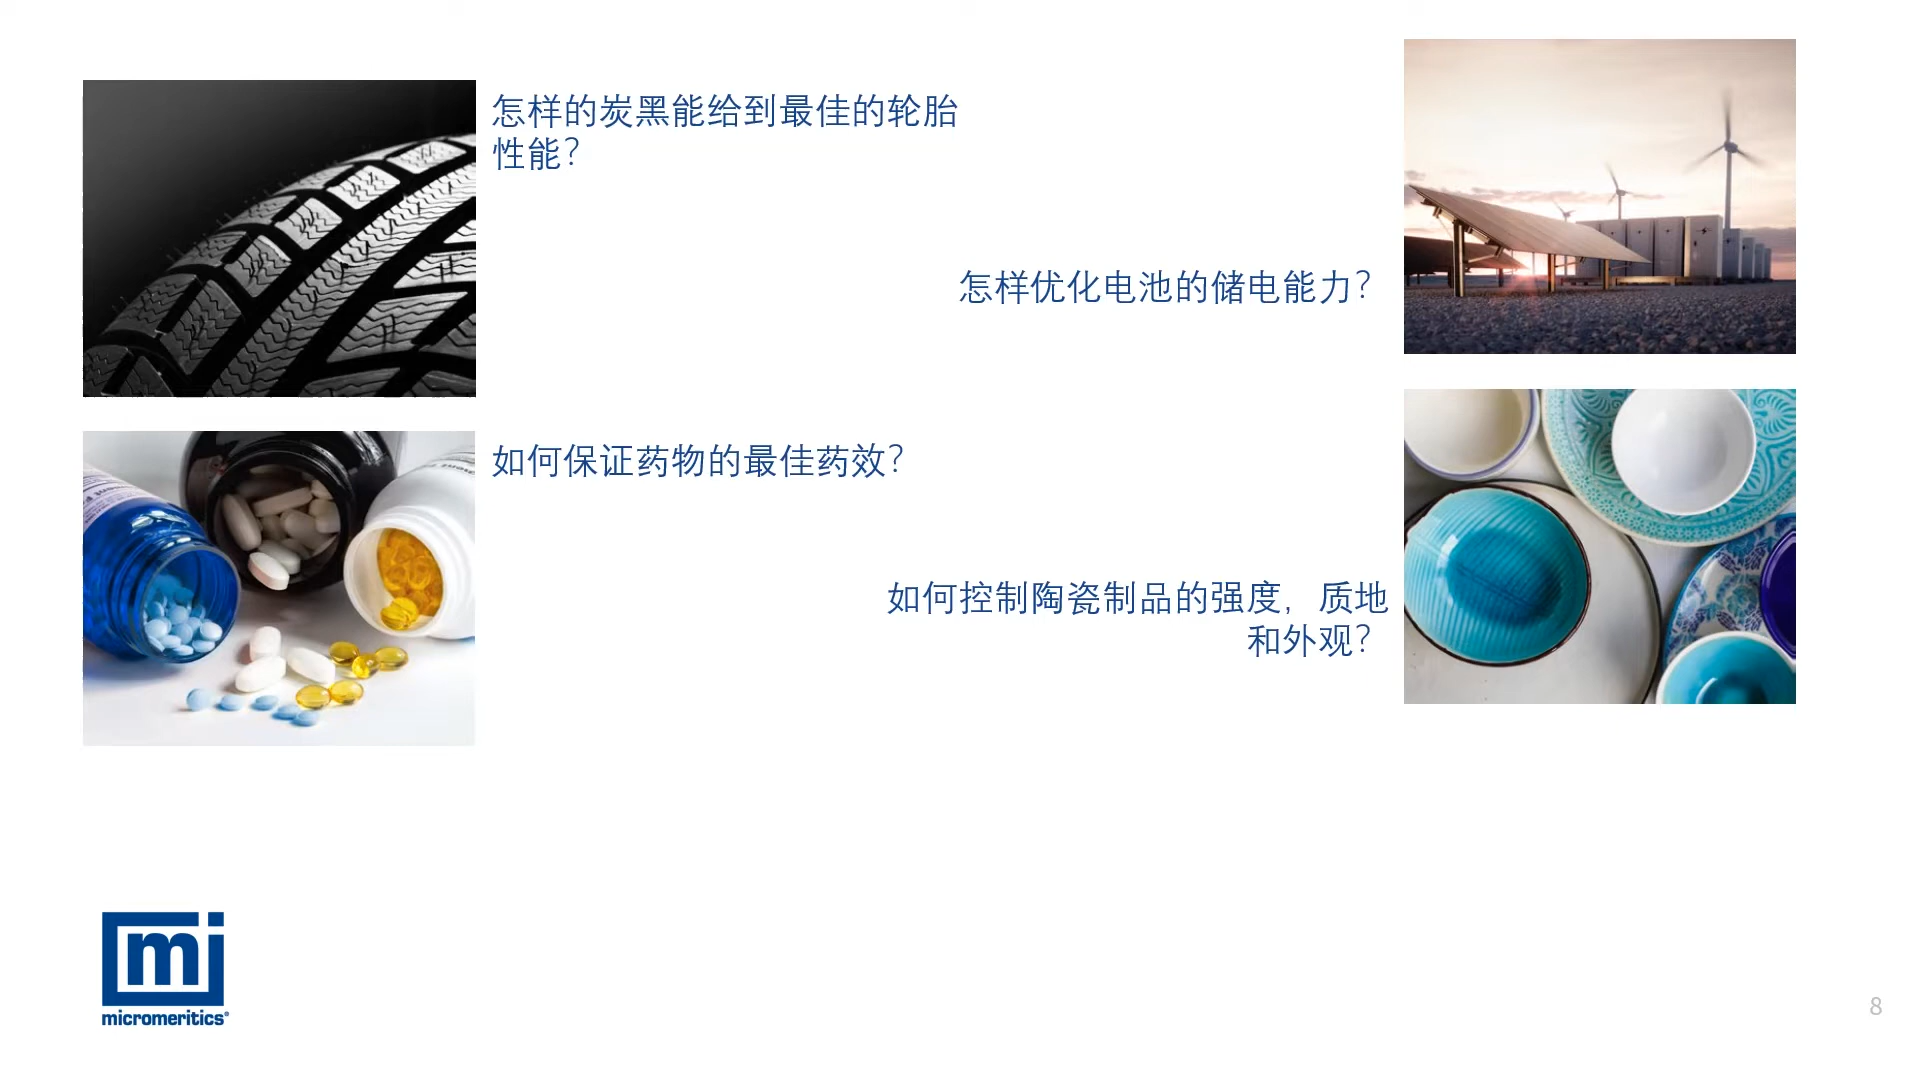 怎样的炭黑能给到最佳的轮胎
性能？
怎样优化电池的储电能力？
如何保证药物的最佳药效？
如何控制陶瓷制品的强度，质地
和外观？
mi
micromeritics®
8